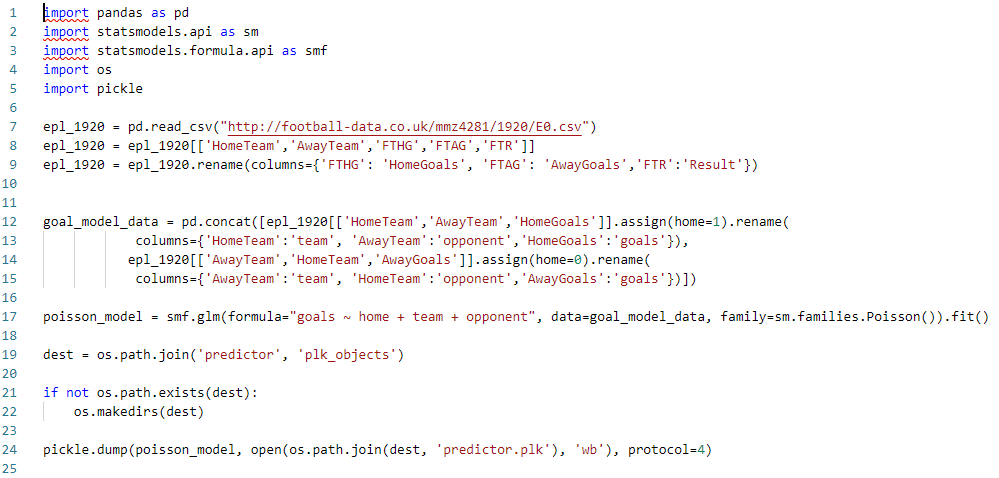 1 import pandas as pd
2 import statsmodels.api as sm
3 import statsmodels.formula.api as smf
4 import os
5 import pickle
6
7 epl_1920 = pd.read_csv("http://football-data.co.uk/mmz4281/1920/E0.csv")
8 epl_1920 = epl_1920[['HomeTeam','AwayTeam','FTHG','FTAG','FTR']]
9 epl_1920 = epl_1920.rename(columns={'FTHG': 'HomeGoals', 'FTAG': 'AwayGoals','FTR':'Result'})
10
11
12 goal_model_data = pd.concat([epl_1920[['HomeTeam','AwayTeam','HomeGoals']].assign(home=1).rename(
13             columns={'HomeTeam':'team', 'AwayTeam':'opponent','HomeGoals':'goals'}),
14            epl_1920[['AwayTeam','HomeTeam','AwayGoals']].assign(home=0).rename(
15             columns={'AwayTeam':'team', 'HomeTeam':'opponent','AwayGoals':'goals'})])
16
17 poisson_model = smf.glm(formula="goals ~ home + team + opponent", data=goal_model_data, family=sm.families.Poisson()).fit()
18
19 dest = os.path.join('predictor', 'plk_objects')
20
21 if not os.path.exists(dest):
22     os.makedirs(dest)
23
24 pickle.dump(poisson_model, open(os.path.join(dest, 'predictor.plk'), 'wb'), protocol=4)
25